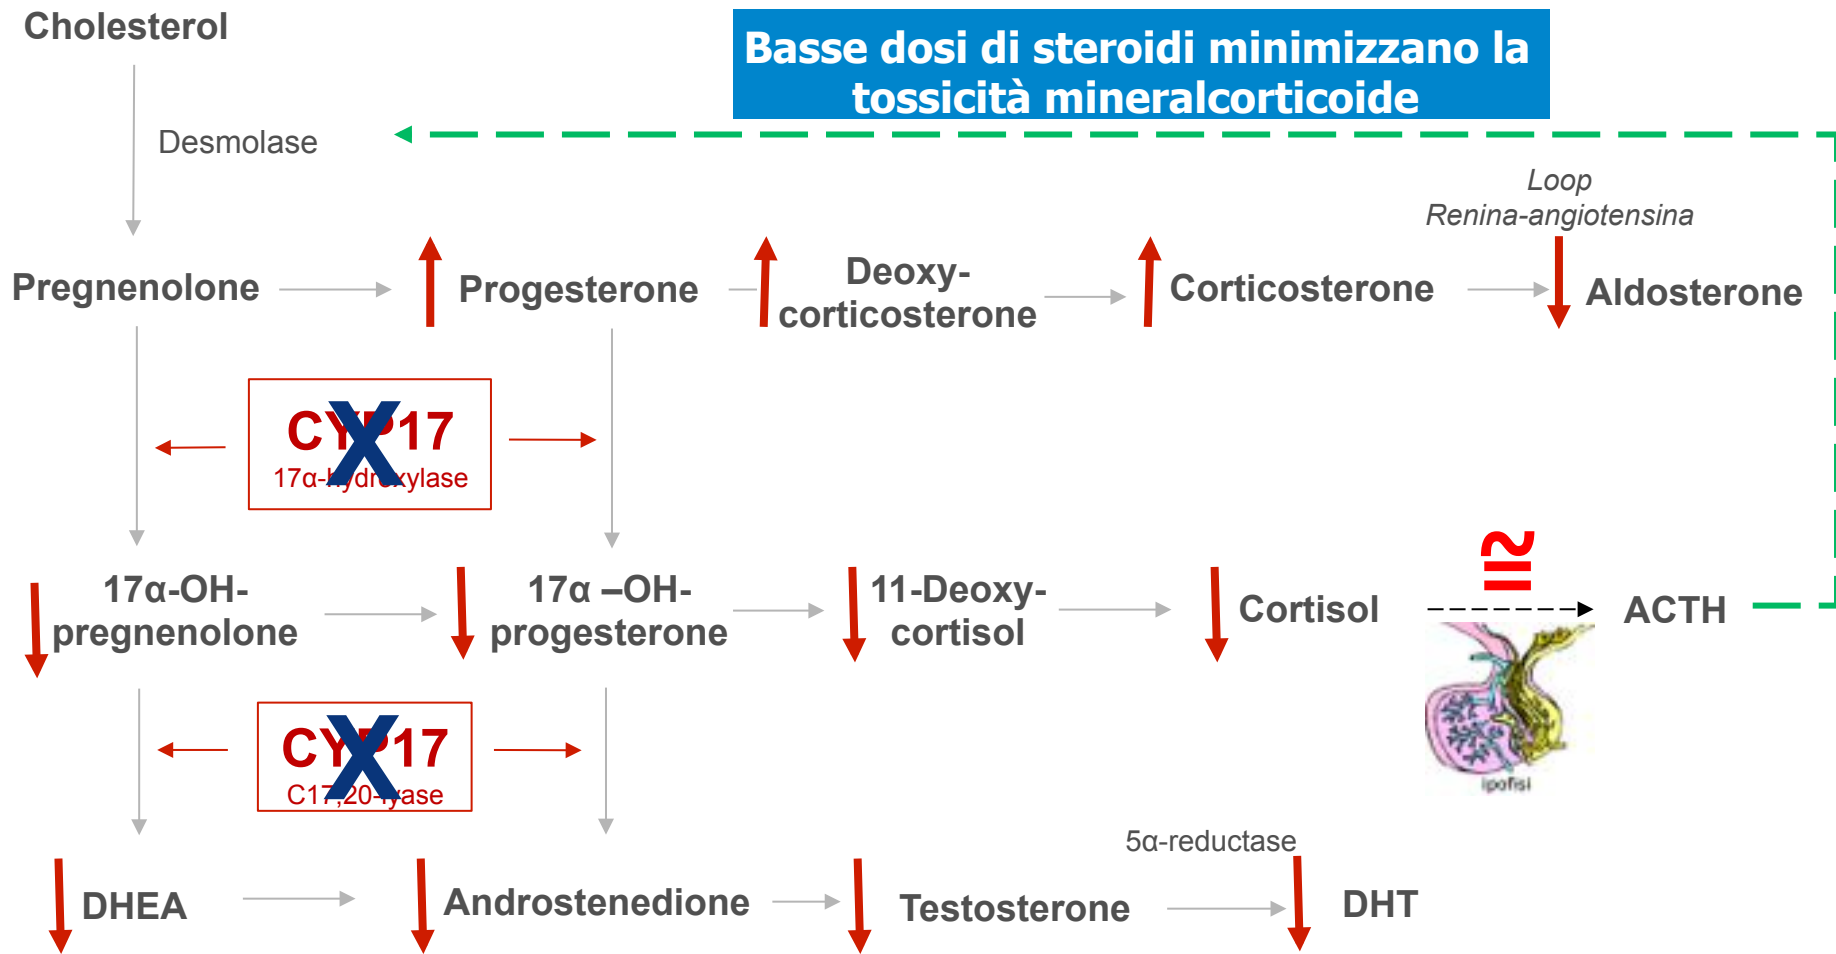 Cholesterol
Basse dosi di steroidi minimizzano la
tossicità mineralcorticoide
Desmolase
Loop
Renina-angiotensina
Pregnenolone
Progesterone
Deoxy-
corticosterone
Corticosterone
Aldosterone
CYP17
17α-hydroxylase
X
17α-OH-
pregnenolone
17α –OH-
progesterone
11-Deoxy-
cortisol
Cortisol
≅
ACTH
ipofisi
CYP17
C17,20-lyase
X
5α-reductase
DHEA
Androstenedione
Testosterone
DHT